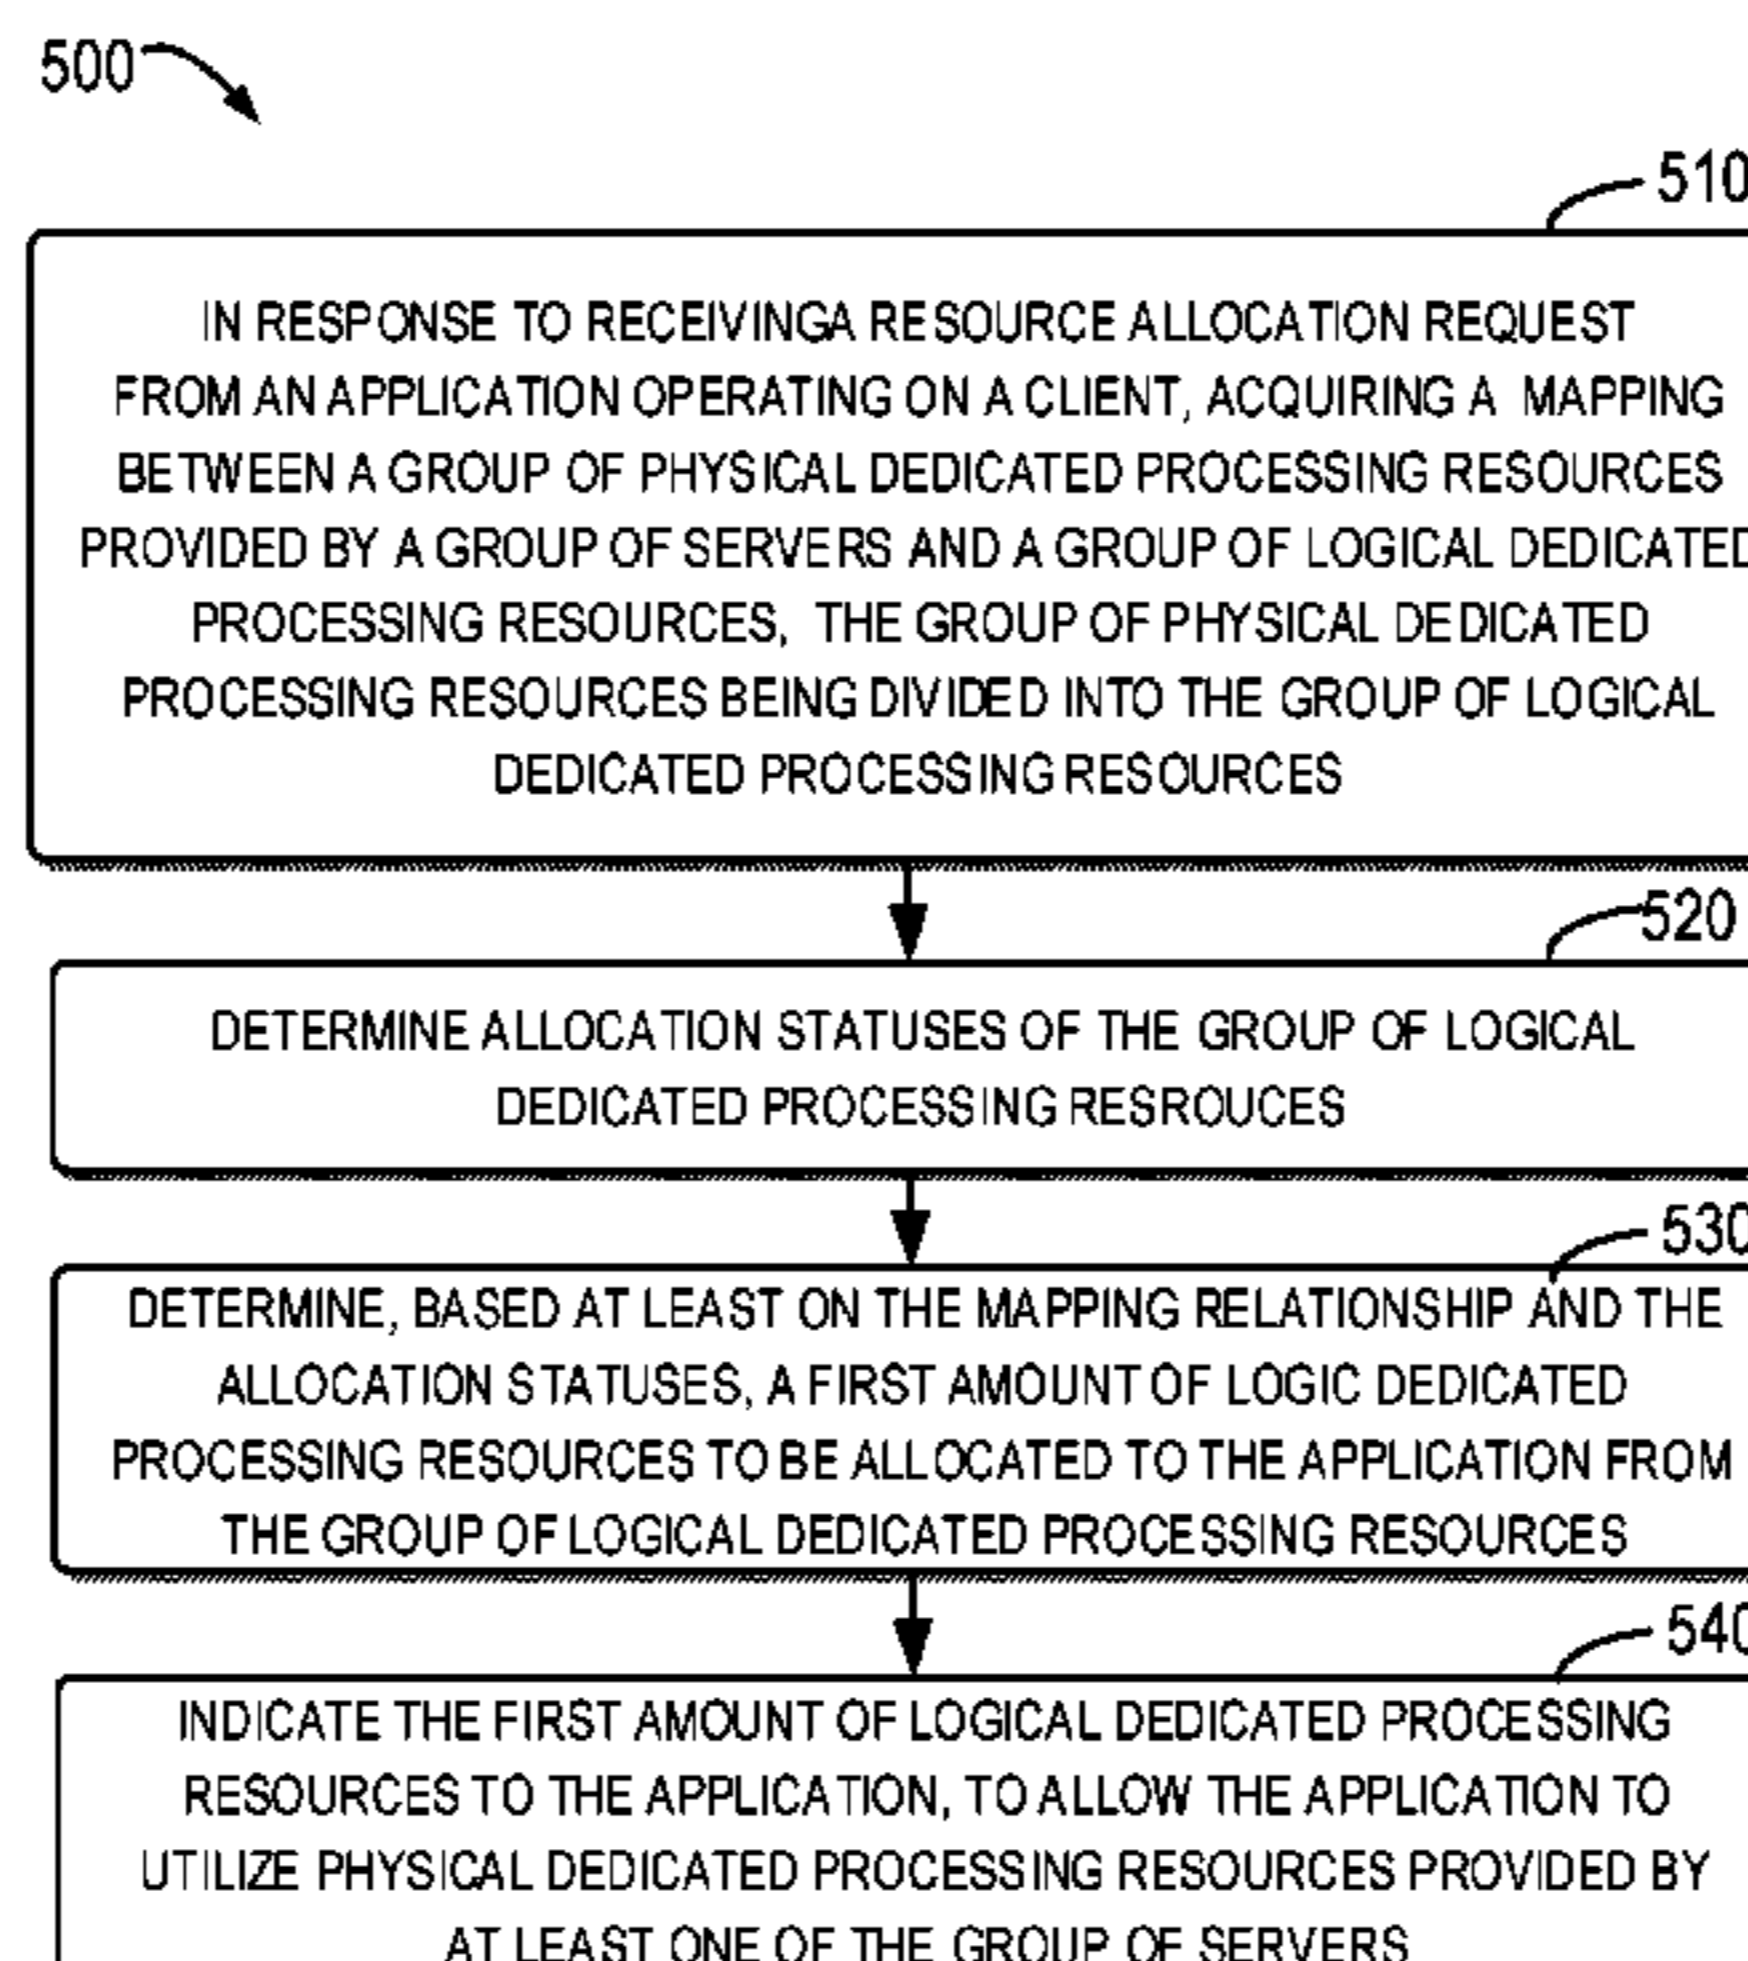 500
510
IN RESPONSE TO RECEIVINGA RESOURCE ALLOCATION REQUEST
FROM AN APPLICATION OPERATING ON A CLIENT, ACQUIRING A MAPPING
BETWEEN A GROUP OF PHYSICAL DEDICATED PROCESSING RESOURCES
PROVIDED BY A GROUP OF SERVERS AND A GROUP OF LOGICAL DEDICATED
PROCESSING RESOURCES, THE GROUP OF PHYSICAL DEDICATED
PROCESSING RESOURCES BEING DIVIDED INTO THE GROUP OF LOGICAL
DEDICATED PROCESSING RESOURCES
520
DETERMINE ALLOCATION STATUSES OF THE GROUP OF LOGICAL
DEDICATED PROCESSING RESROUCES
530
DETERMINE, BASED AT LEAST ON THE MAPPING RELATIONSHIP AND THE
ALLOCATION STATUSES, A FIRST AMOUNT OF LOGIC DEDICATED
PROCESSING RESOURCES TO BE ALLOCATED TO THE APPLICATION FROM
THE GROUP OF LOGICAL DEDICATED PROCESSING RESOURCES
540
INDICATE THE FIRST AMOUNT OF LOGICAL DEDICATED PROCESSING
RESOURCES TO THE APPLICATION, TO ALLOW THE APPLICATION TO
UTILIZE PHYSICAL DEDICATED PROCESSING RESOURCES PROVIDED BY
AT LEAST ONE OF THE GROUP OF SERVERS